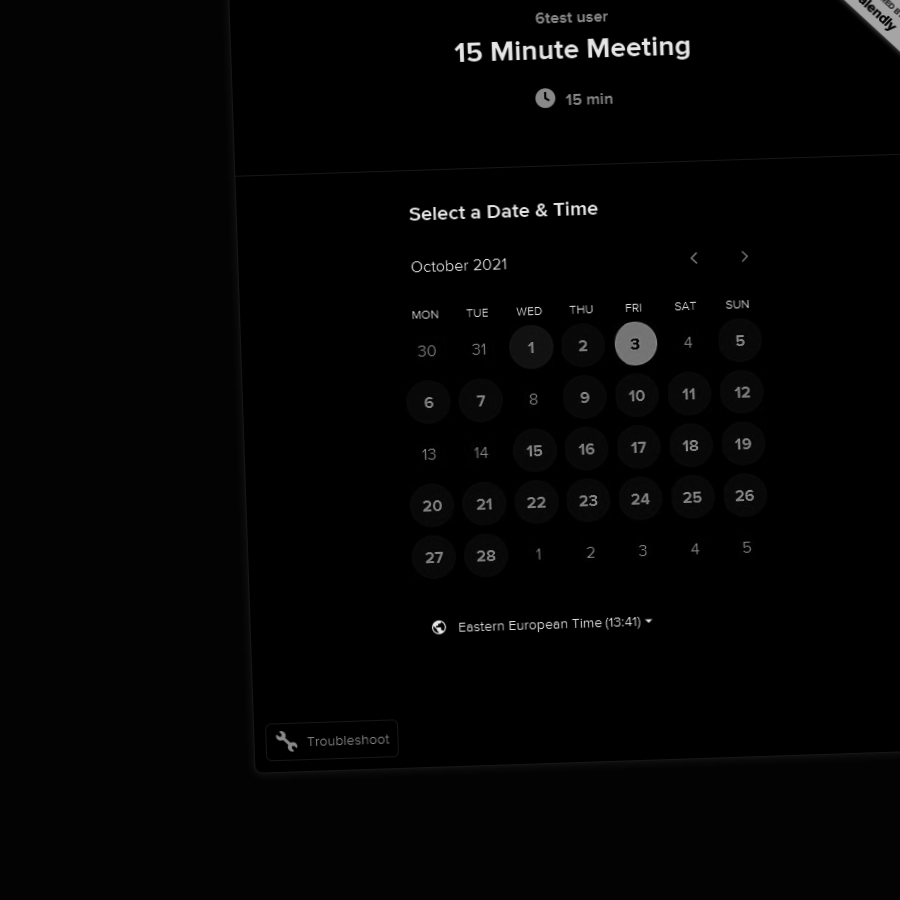 6test user
15 Minute Meeting
15 min
Select a Date & Time
October 2021
MON TUE WED THU FRI SAT SUN
30 31 1 2 3 4 5
6 7 8 9 10 11 12
13 14 15 16 17 18 19
20 21 22 23 24 25 26
27 28 1 2 3 4 5
Eastern European Time (13:41)
Troubleshoot